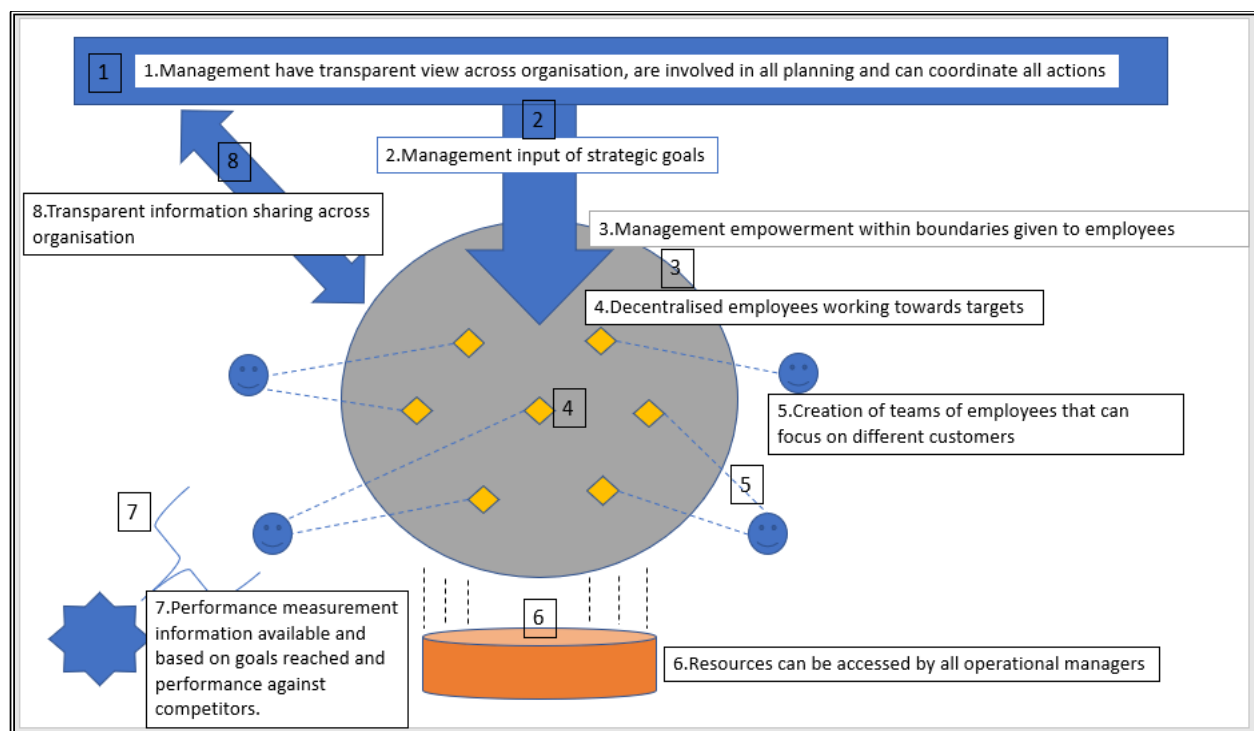 1
1.Management have transparent view across organisation, are involved in all planning and can coordinate all actions
2
2.Management input of strategic goals
8
8.Transparent information sharing across
organisation
3.Management empowerment within boundaries given to employees
3
4.Decentralised employees working towards targets
4
5.Creation of teams of employees that can
focus on different customers
5
7
7.Performance measurement
information available and
based on goals reached and
performance against
competitors.
6
6.Resources can be accessed by all operational managers